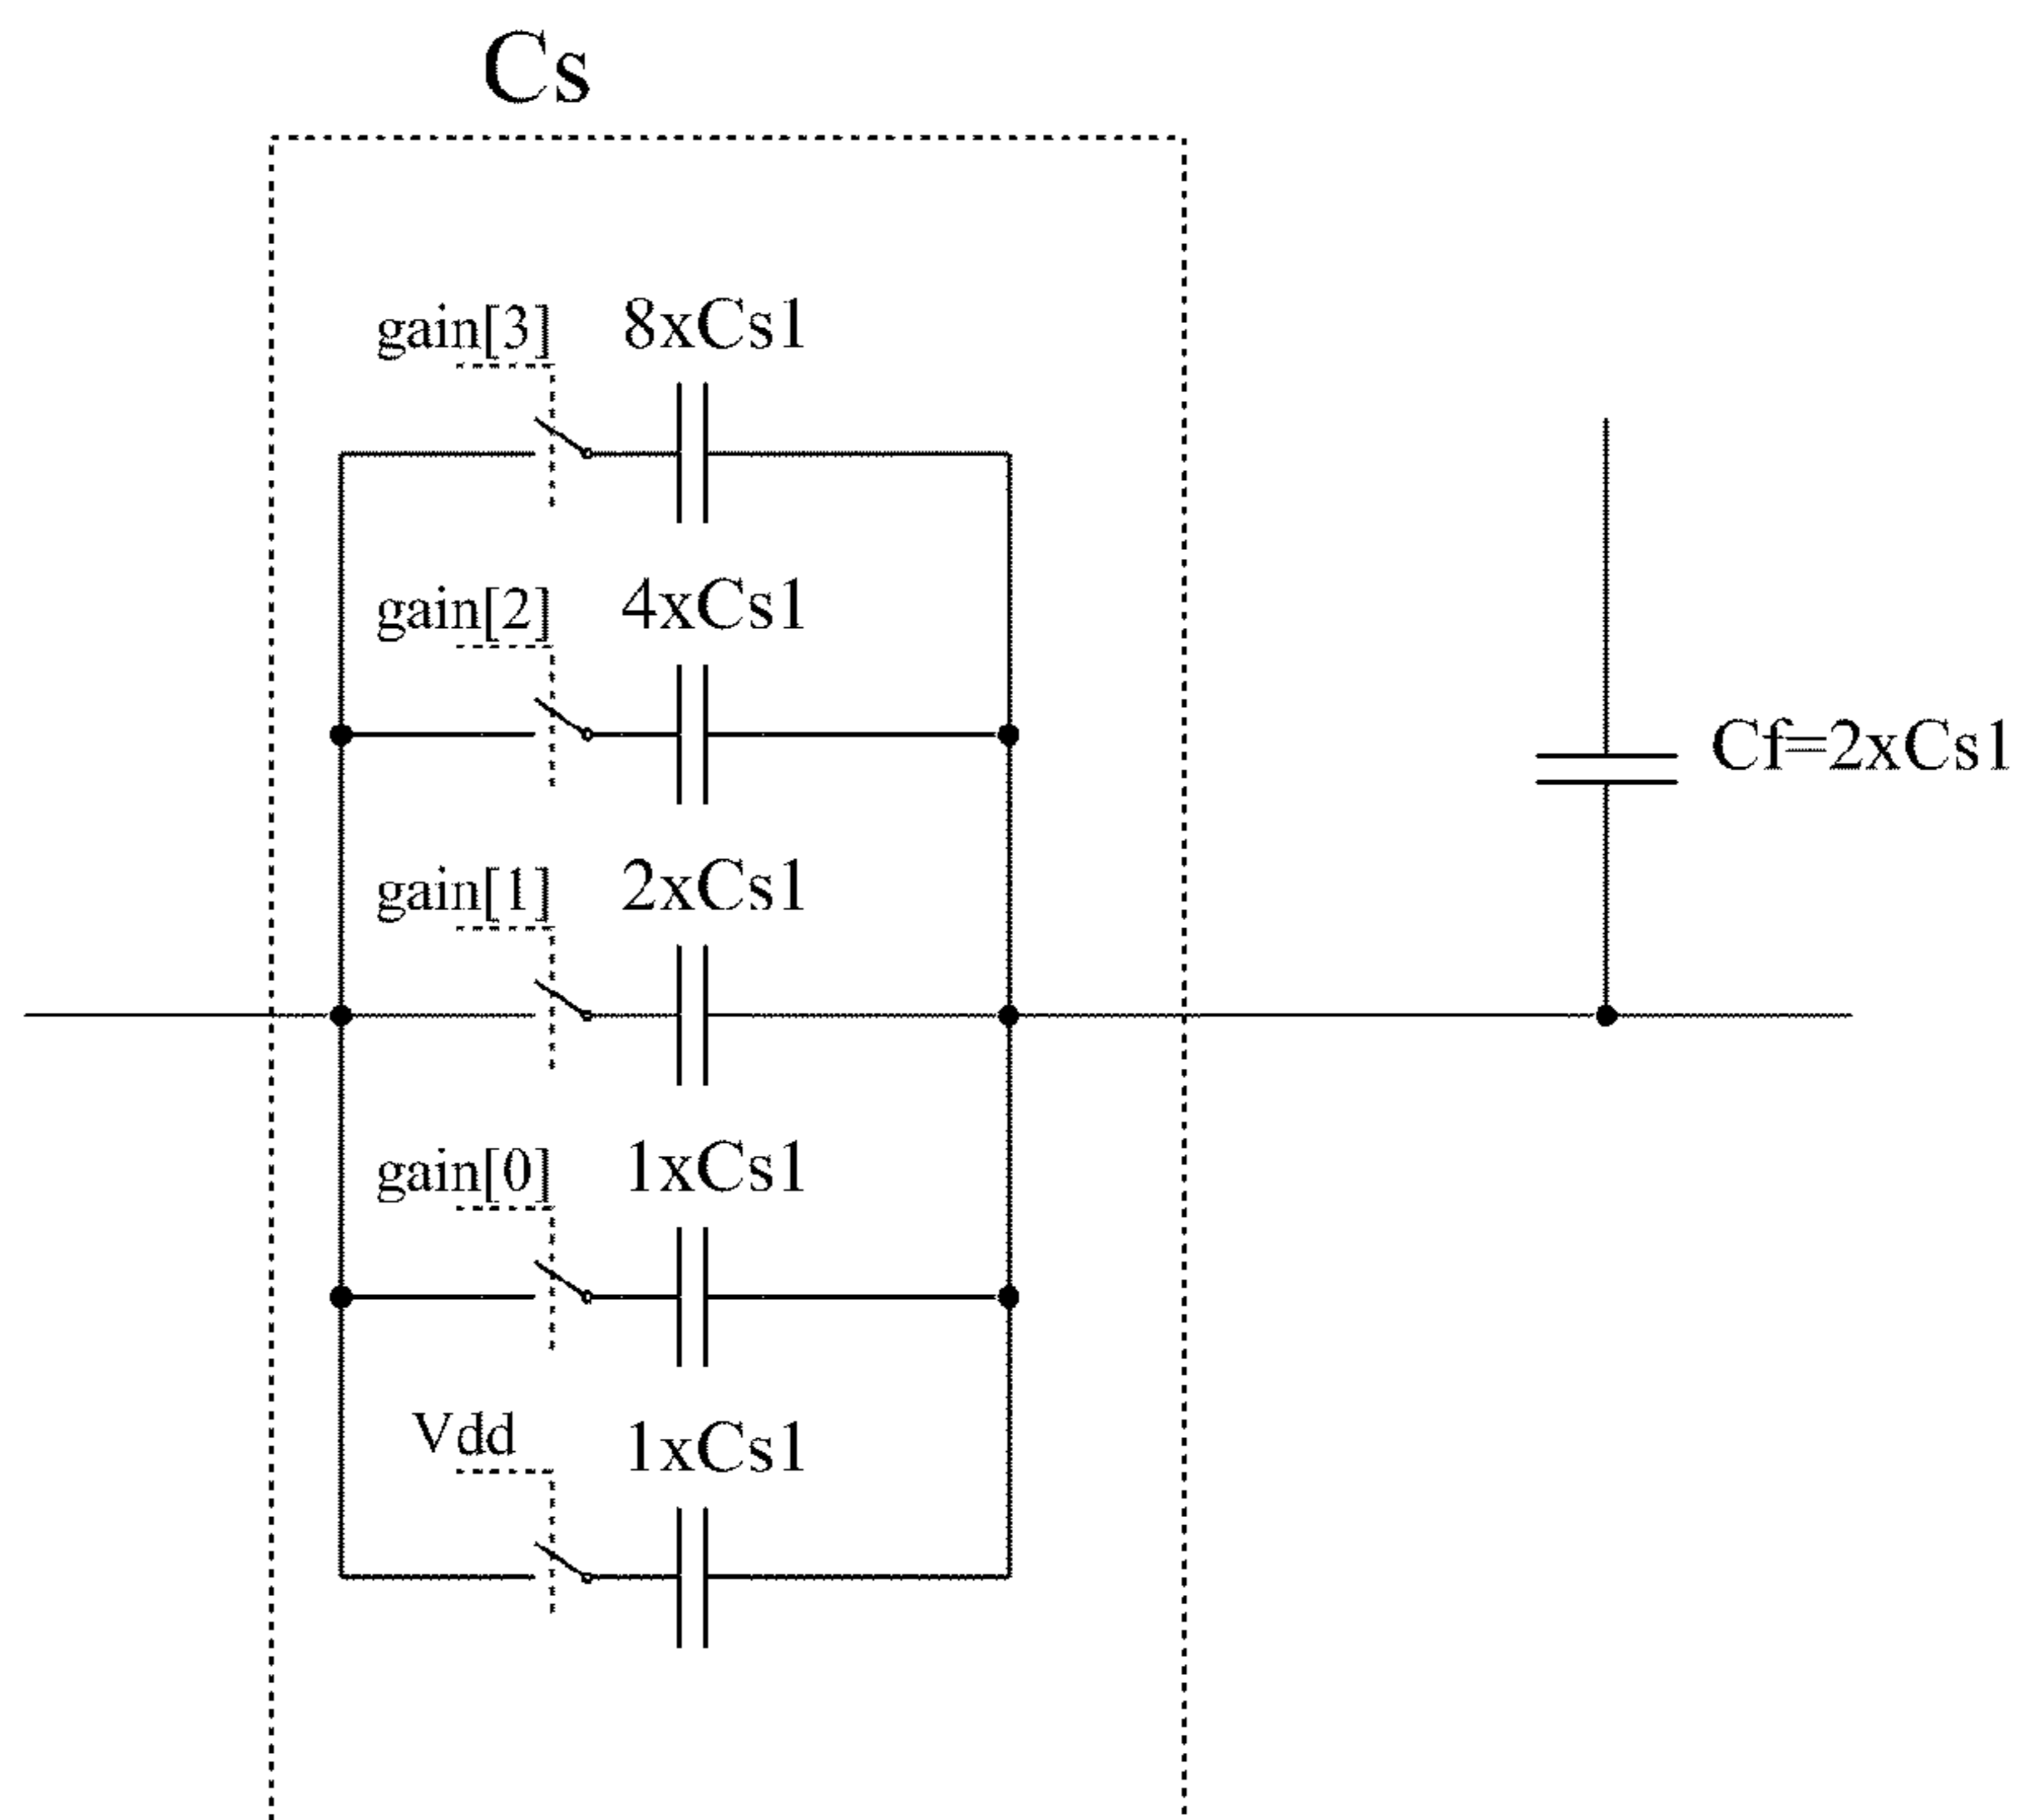 Cs
gain[3] 8xCs1
gain[2] 4xCs1
Cf=2xCs1
gain[1] 2xCs1
gain[0] 1xCs1
Vdd 1xCs1